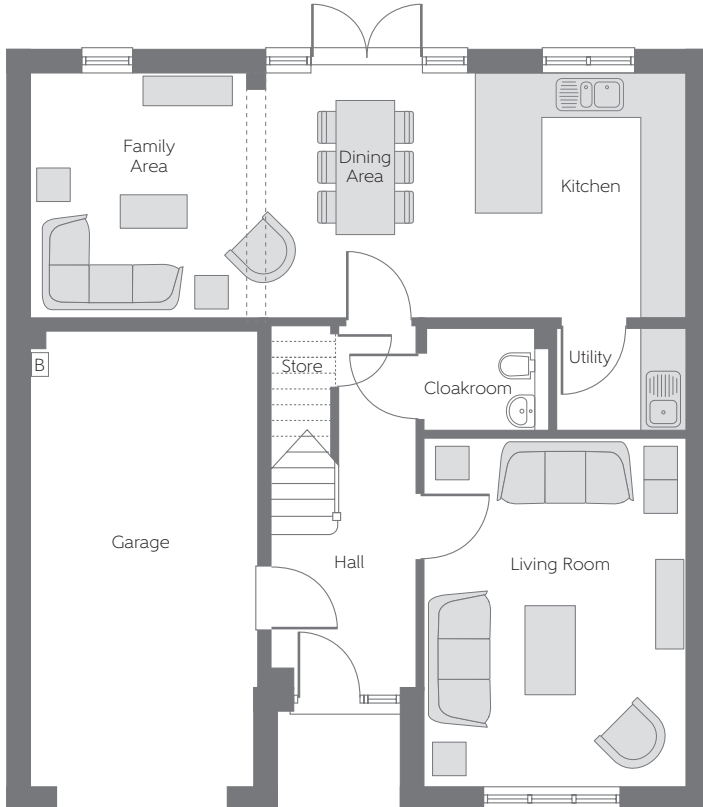 Family
Area
Dining
Area
Kitchen
B
Store
Cloakroom
Utility
Garage
Hall
Living Room